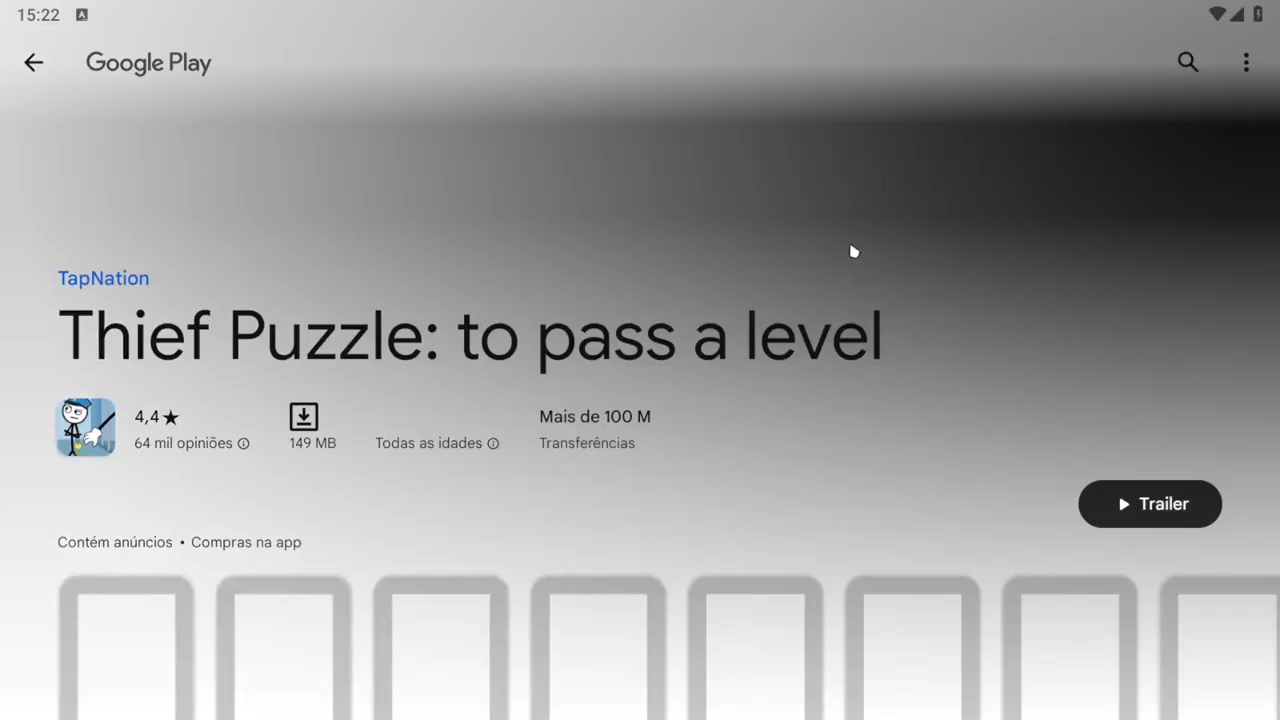 15:22
Google Play
TapNation
Thief Puzzle: to pass a level
4,4★
64 mil opiniões
149 MB
Todas as idades
Mais de 100 M
Transferências
Trailer
Contém anúncios • Compras na app